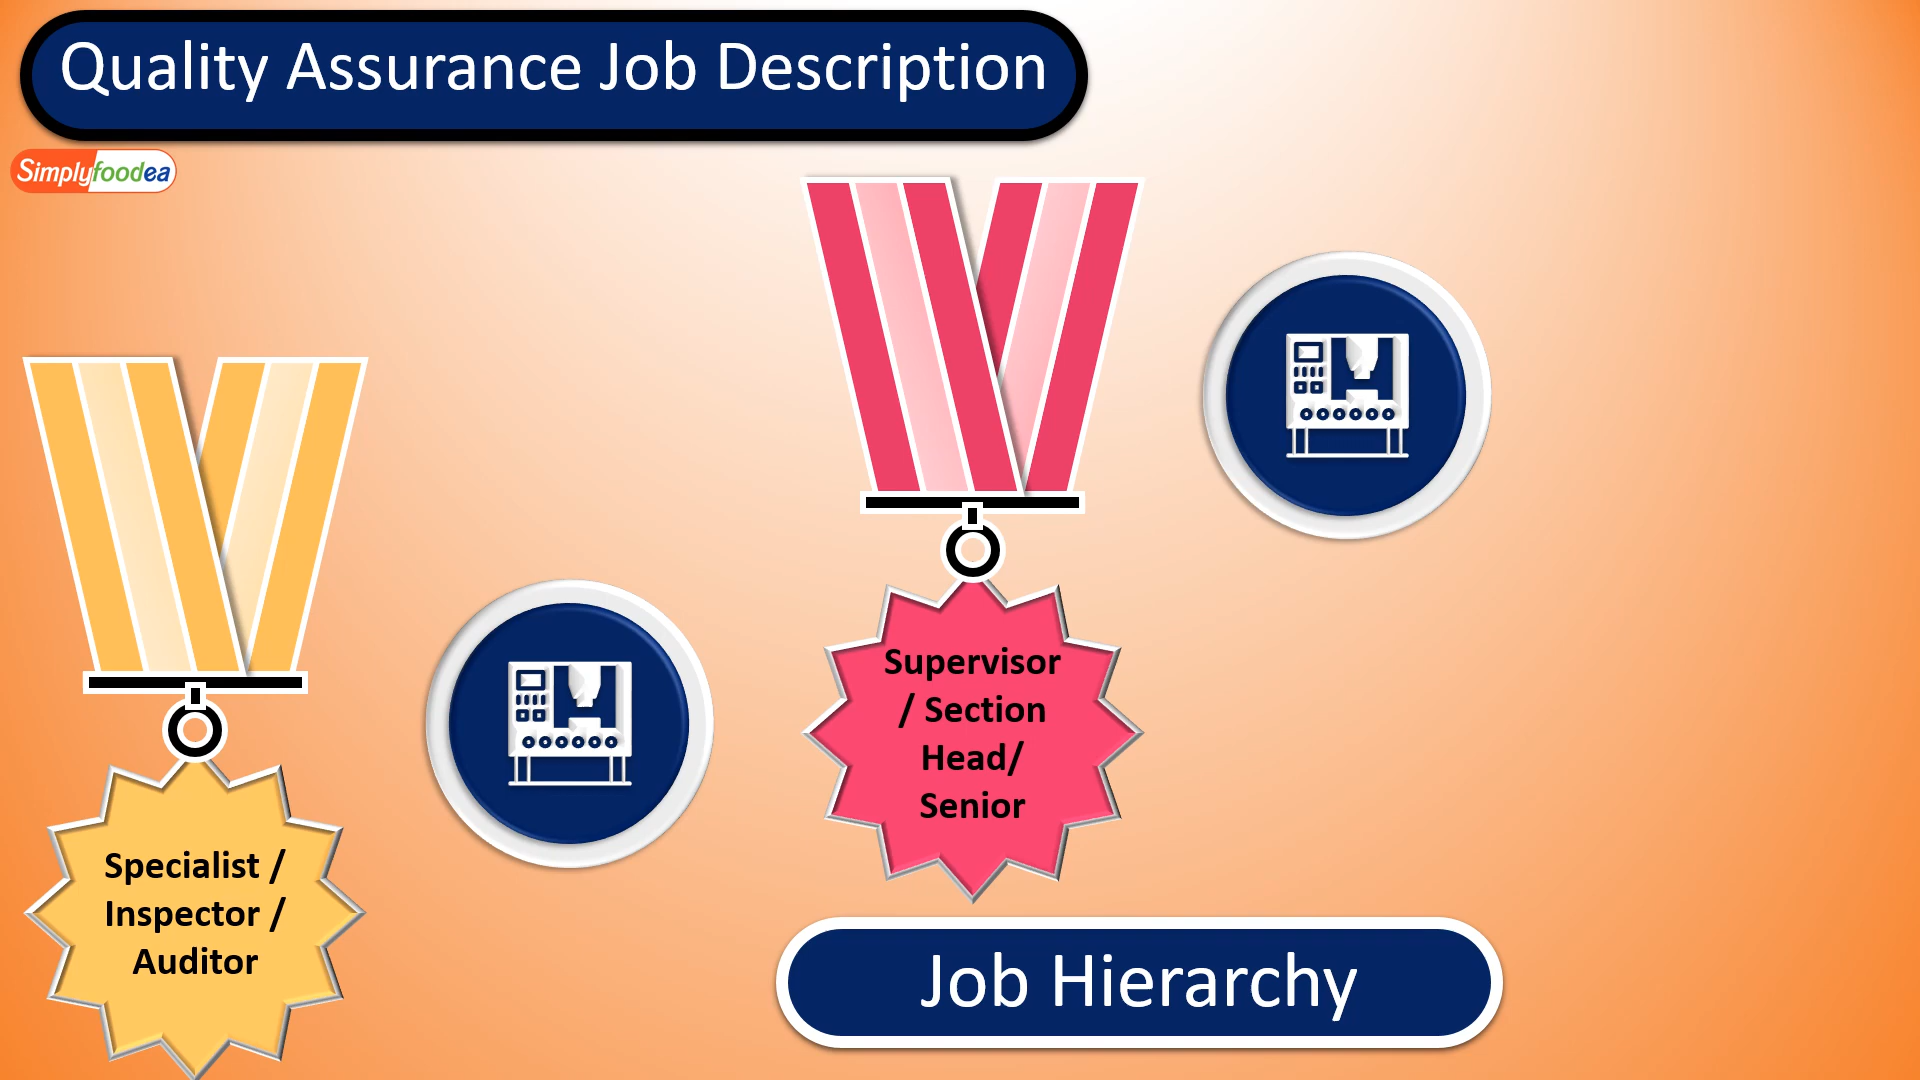 Quality Assurance Job Description
Simplyfoodea
Supervisor
/ Section
Head/
Senior
Specialist /
Inspector /
Auditor
Job Hierarchy